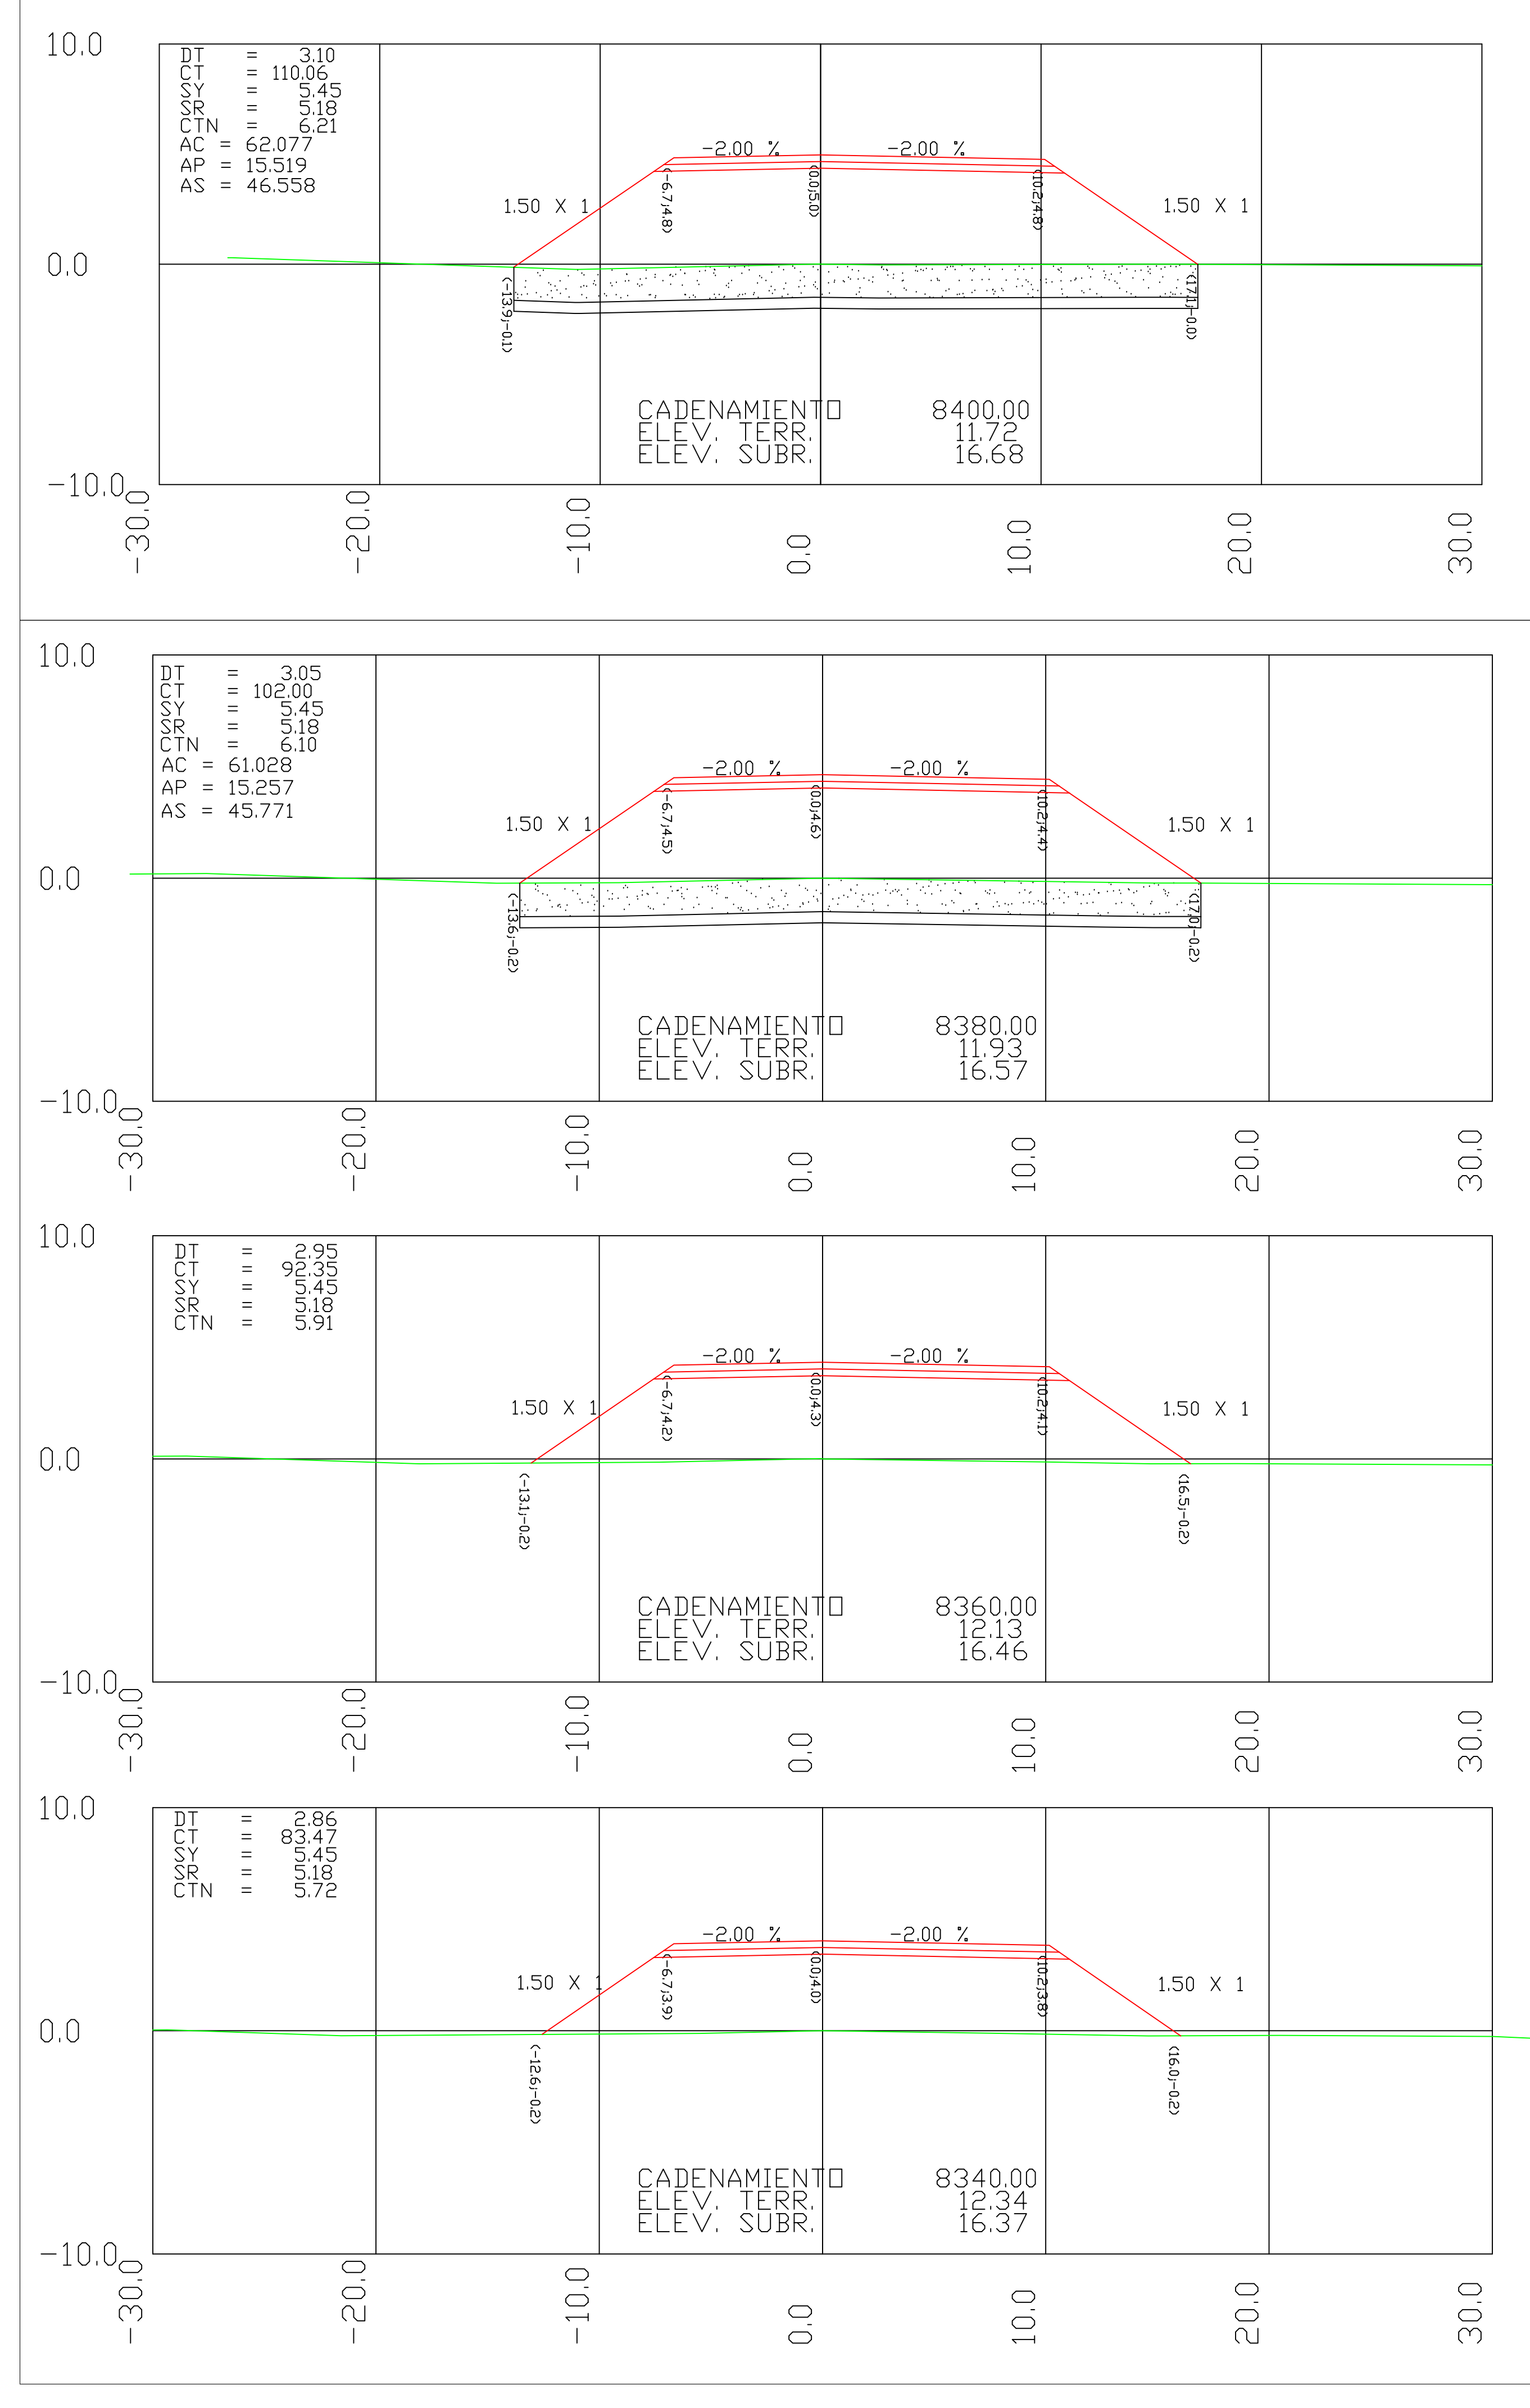 10.0
DT = 3.10
CT = 110.06
SY = 5.45
SR = 5.18
CTN = 6.21
AC = 62.077
AP = 15.519
AS = 46.558
-2.00 % -2.00 %
1.50 X 1 1.50 X 1
(-6.7;4.8) (0.0;5.0) (10.2;4.8)
0.0
(-13.9;-0.1) (17.1;-0.0)
CADENAMIENTO 8400.00
ELEV. TERR. 11.72
ELEV. SUBR. 16.68
-10.0
-30.0 -20.0 -10.0 0.0 10.0 20.0 30.0
10.0
DT = 3.05
CT = 102.00
SY = 5.45
SR = 5.18
CTN = 6.10
AC = 61.028
AP = 15.257
AS = 45.771
-2.00 % -2.00 %
1.50 X 1 1.50 X 1
(-6.7;4.5) (0.0;4.6) (10.2;4.4)
0.0
(-13.6;-0.2) (17.0;-0.2)
CADENAMIENTO 8380.00
ELEV. TERR. 11.93
ELEV. SUBR. 16.57
-10.0
-30.0 -20.0 -10.0 0.0 10.0 20.0 30.0
10.0
DT = 2.95
CT = 92.35
SY = 5.45
SR = 5.18
CTN = 5.91
-2.00 % -2.00 %
1.50 X 1 1.50 X 1
(-6.7;4.2) (0.0;4.3) (10.2;4.1)
0.0
(-13.1;-0.2) (16.5;-0.2)
CADENAMIENTO 8360.00
ELEV. TERR. 12.13
ELEV. SUBR. 16.46
-10.0
-30.0 -20.0 -10.0 0.0 10.0 20.0 30.0
10.0
DT = 2.86
CT = 83.47
SY = 5.45
SR = 5.18
CTN = 5.72
-2.00 % -2.00 %
1.50 X 1 1.50 X 1
(-6.7;3.9) (0.0;4.0) (10.2;3.8)
0.0
(-12.6;-0.2) (16.0;-0.2)
CADENAMIENTO 8340.00
ELEV. TERR. 12.34
ELEV. SUBR. 16.37
-10.0
-30.0 -20.0 -10.0 0.0 10.0 20.0 30.0